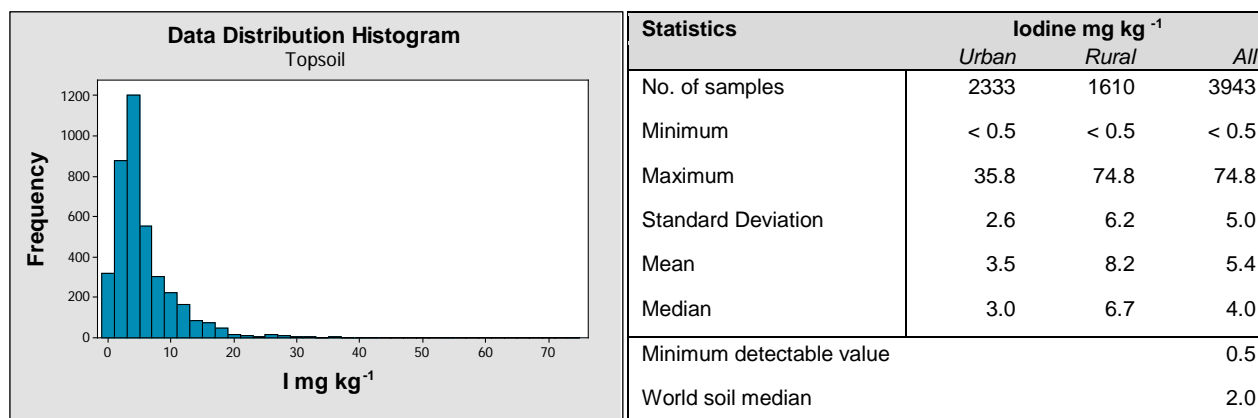 Data Distribution Histogram
Topsoil
Frequency
1200
1000
800
600
400
200
0
0 10 20 30 40 50 60 70
I mg kg⁻¹
Statistics Iodine mg kg ⁻¹
Urban Rural All
No. of samples 2333 1610 3943
Minimum < 0.5 < 0.5 < 0.5
Maximum 35.8 74.8 74.8
Standard Deviation 2.6 6.2 5.0
Mean 3.5 8.2 5.4
Median 3.0 6.7 4.0
Minimum detectable value 0.5
World soil median 2.0